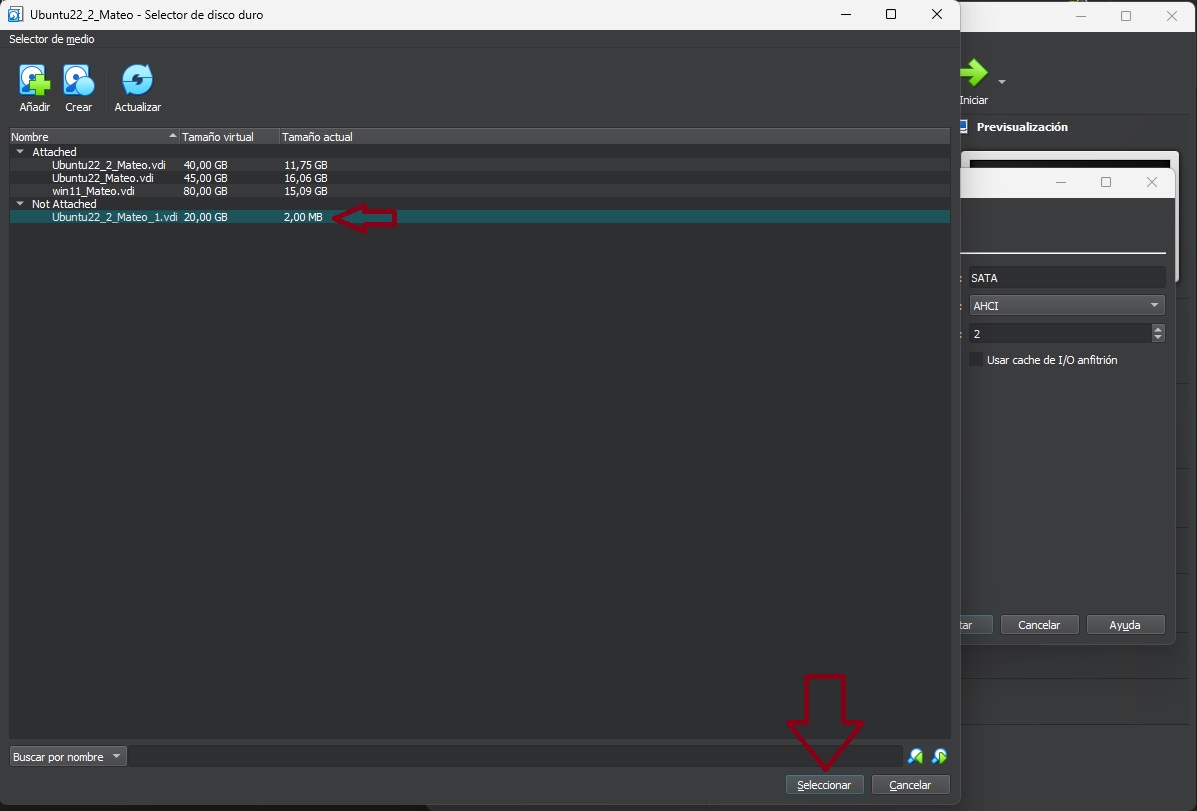 Ubuntu22_2_Mateo - Selector de disco duro
Selector de medio
Añadir Crear Actualizar
Nombre Tamaño virtual Tamaño actual
Attached
Ubuntu22_2_Mateo.vdi 40,00 GB 11,75 GB
Ubuntu22_Mateo.vdi 45,00 GB 16,06 GB
win11_Mateo.vdi 80,00 GB 15,09 GB
Not Attached
Ubuntu22_2_Mateo_1.vdi 20,00 GB 2,00 MB
Buscar por nombre
Seleccionar Cancelar
Iniciar
Previsualización
: SATA
: AHCI
: 2
Usar cache de I/O anfitrión
tar Cancelar Ayuda